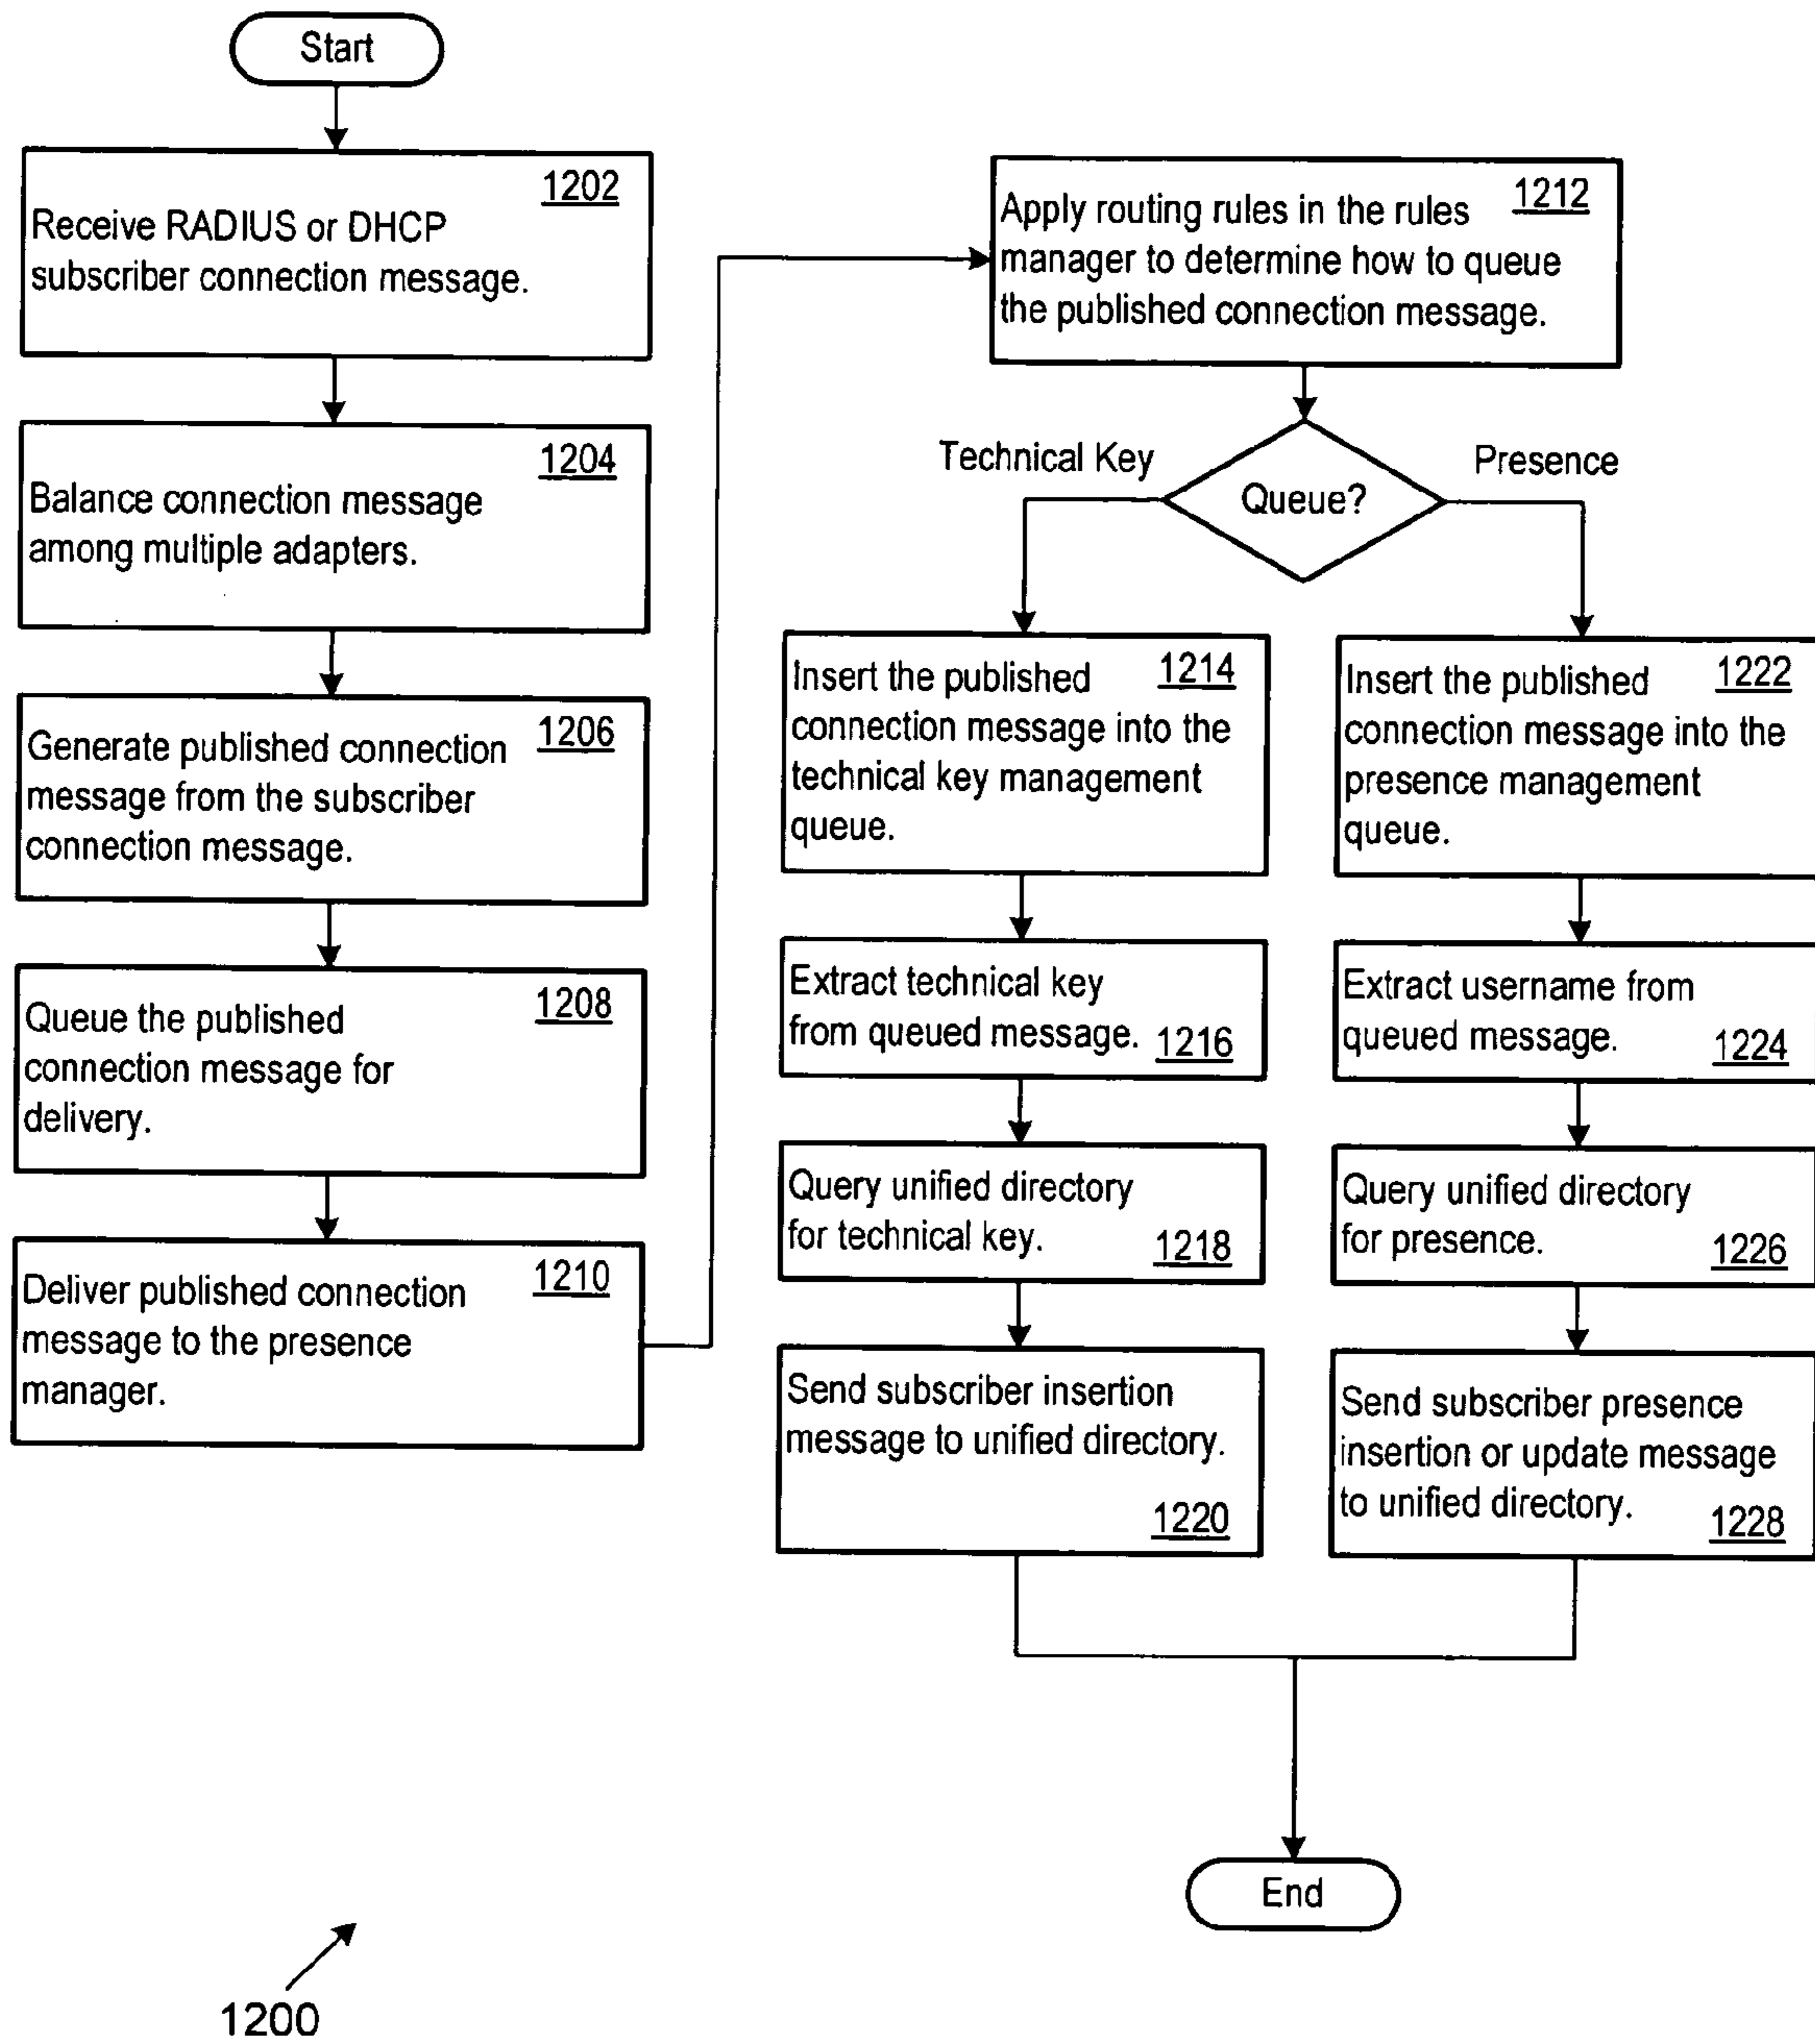 Start
1202
Receive RADIUS or DHCP
subscriber connection message.
1204
Balance connection message
among multiple adapters.
1206
Generate published connection
message from the subscriber
connection message.
1208
Queue the published
connection message for
delivery.
1210
Deliver published connection
message to the presence
manager.
1212
Apply routing rules in the rules
manager to determine how to queue
the published connection message.
Technical Key
Queue?
Presence
1214
Insert the published
connection message into the
technical key management
queue.
Extract technical key
from queued message.
1216
Query unified directory
for technical key.
1218
Send subscriber insertion
message to unified directory.
1220
1222
Insert the published
connection message into the
presence management
queue.
Extract username from
queued message.
1224
Query unified directory
for presence.
1226
Send subscriber presence
insertion or update message
to unified directory.
1228
End
1200